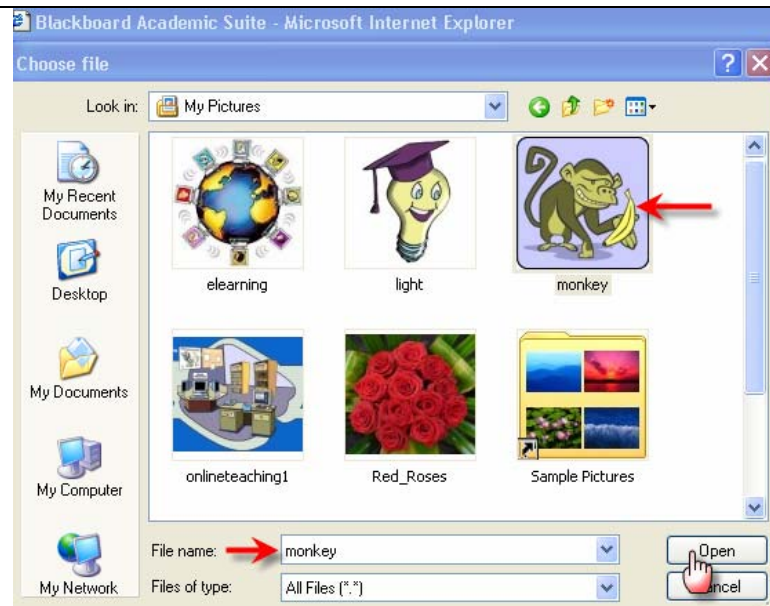 Blackboard Academic Suite - Microsoft Internet Explorer
Choose file
Look in: My Pictures
My Recent
Documents
Desktop
My Documents
My Computer
My Network
elearning light monkey
onlineteaching1 Red_Roses Sample Pictures
File name: monkey Open
Files of type: All Files (*.*) Cancel